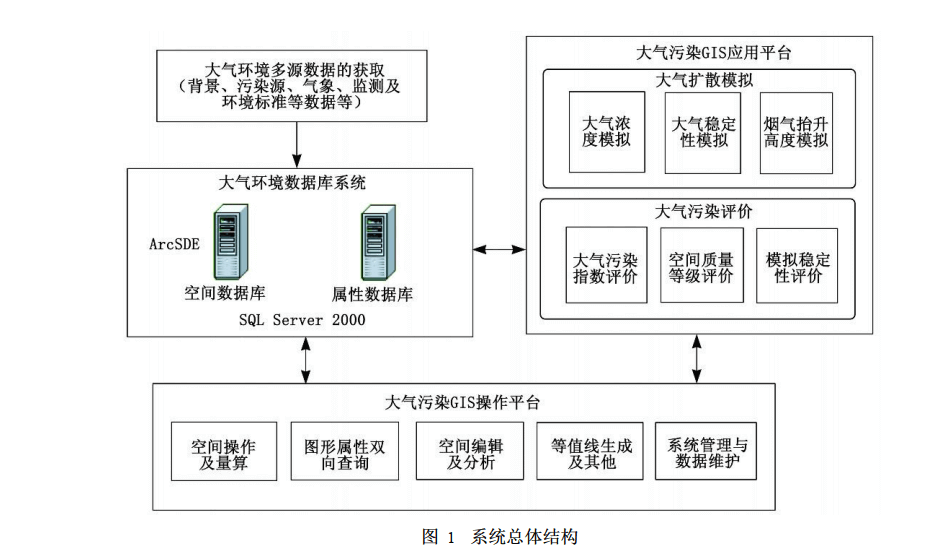 大气环境多源数据的获取
（背景、污染源、气象、监测及
环境标准等数据等）
大气环境数据库系统
ArcSDE
空间数据库
属性数据库
SQL Server 2000
大气污染GIS应用平台
大气扩散模拟
大气浓
度模拟
大气稳定
性模拟
烟气抬升
高度模拟
大气污染评价
大气污染
指数评价
空间质量
等级评价
模拟稳定
性评价
大气污染GIS操作平台
空间操作
及量算
图形属性双
向查询
空间编辑
及分析
等值线生成
及其他
系统管理与
数据维护
图 1 系统总体结构